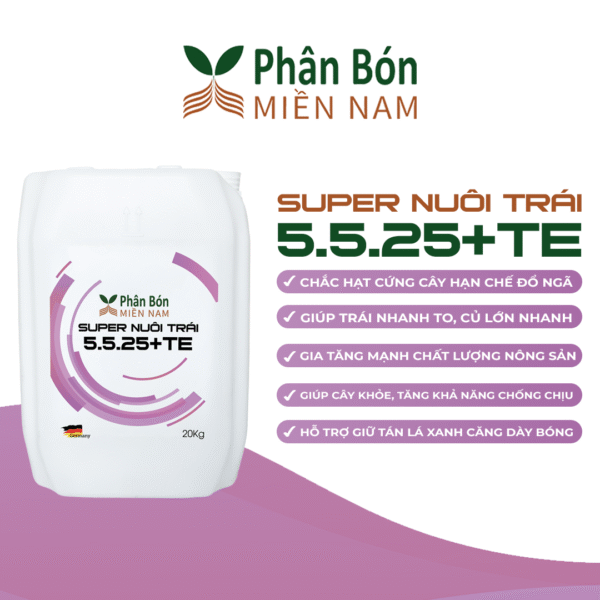 Phân Bón
MIỀN NAM
SUPER NUÔI TRÁI
5.5.25+TE
CHẮC HẠT CỨNG CÂY HẠN CHẾ ĐỔ NGÃ
GIÚP TRÁI NHANH TO, CỦ LỚN NHANH
GIA TĂNG MẠNH CHẤT LƯỢNG NÔNG SẢN
GIÚP CÂY KHỎE, TĂNG KHẢ NĂNG CHỐNG CHỊU
HỖ TRỢ GIỮ TÁN LÁ XANH CĂNG DÀY BÓNG
Phân Bón
MIỀN NAM
SUPER NUÔI TRÁI
5.5.25+TE
Germany
20Kg